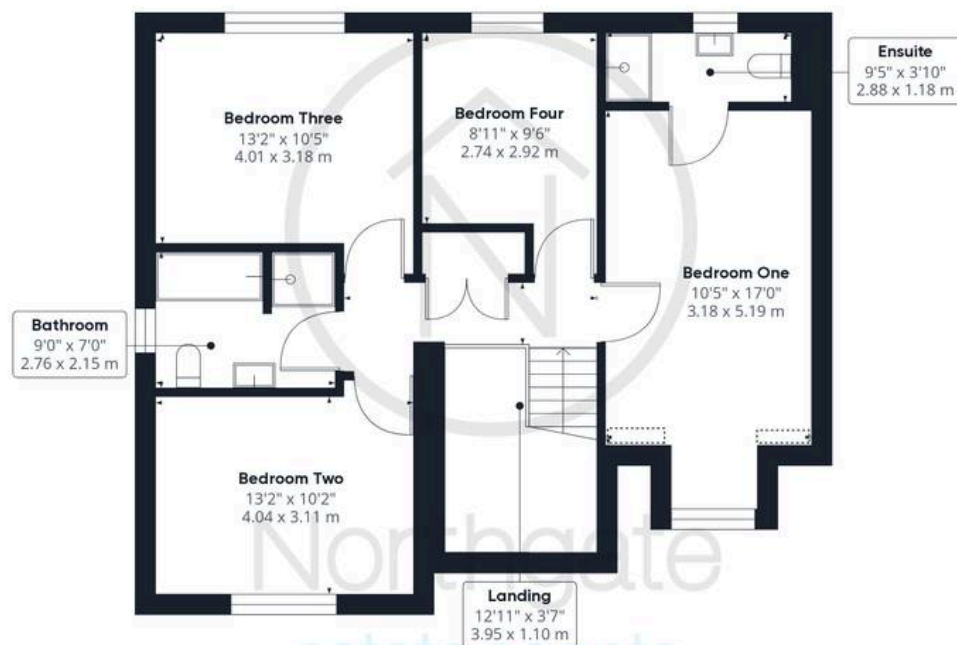 Bedroom Three
13'2" x 10'5"
4.01 x 3.18 m
Bedroom Four
8'11" x 9'6"
2.74 x 2.92 m
Ensuite
9'5" x 3'10"
2.88 x 1.18 m
Bedroom One
10'5" x 17'0"
3.18 x 5.19 m
Bathroom
9'0" x 7'0"
2.76 x 2.15 m
Bedroom Two
13'2" x 10'2"
4.04 x 3.11 m
Northgate
Landing
12'11" x 3'7"
3.95 x 1.10 m